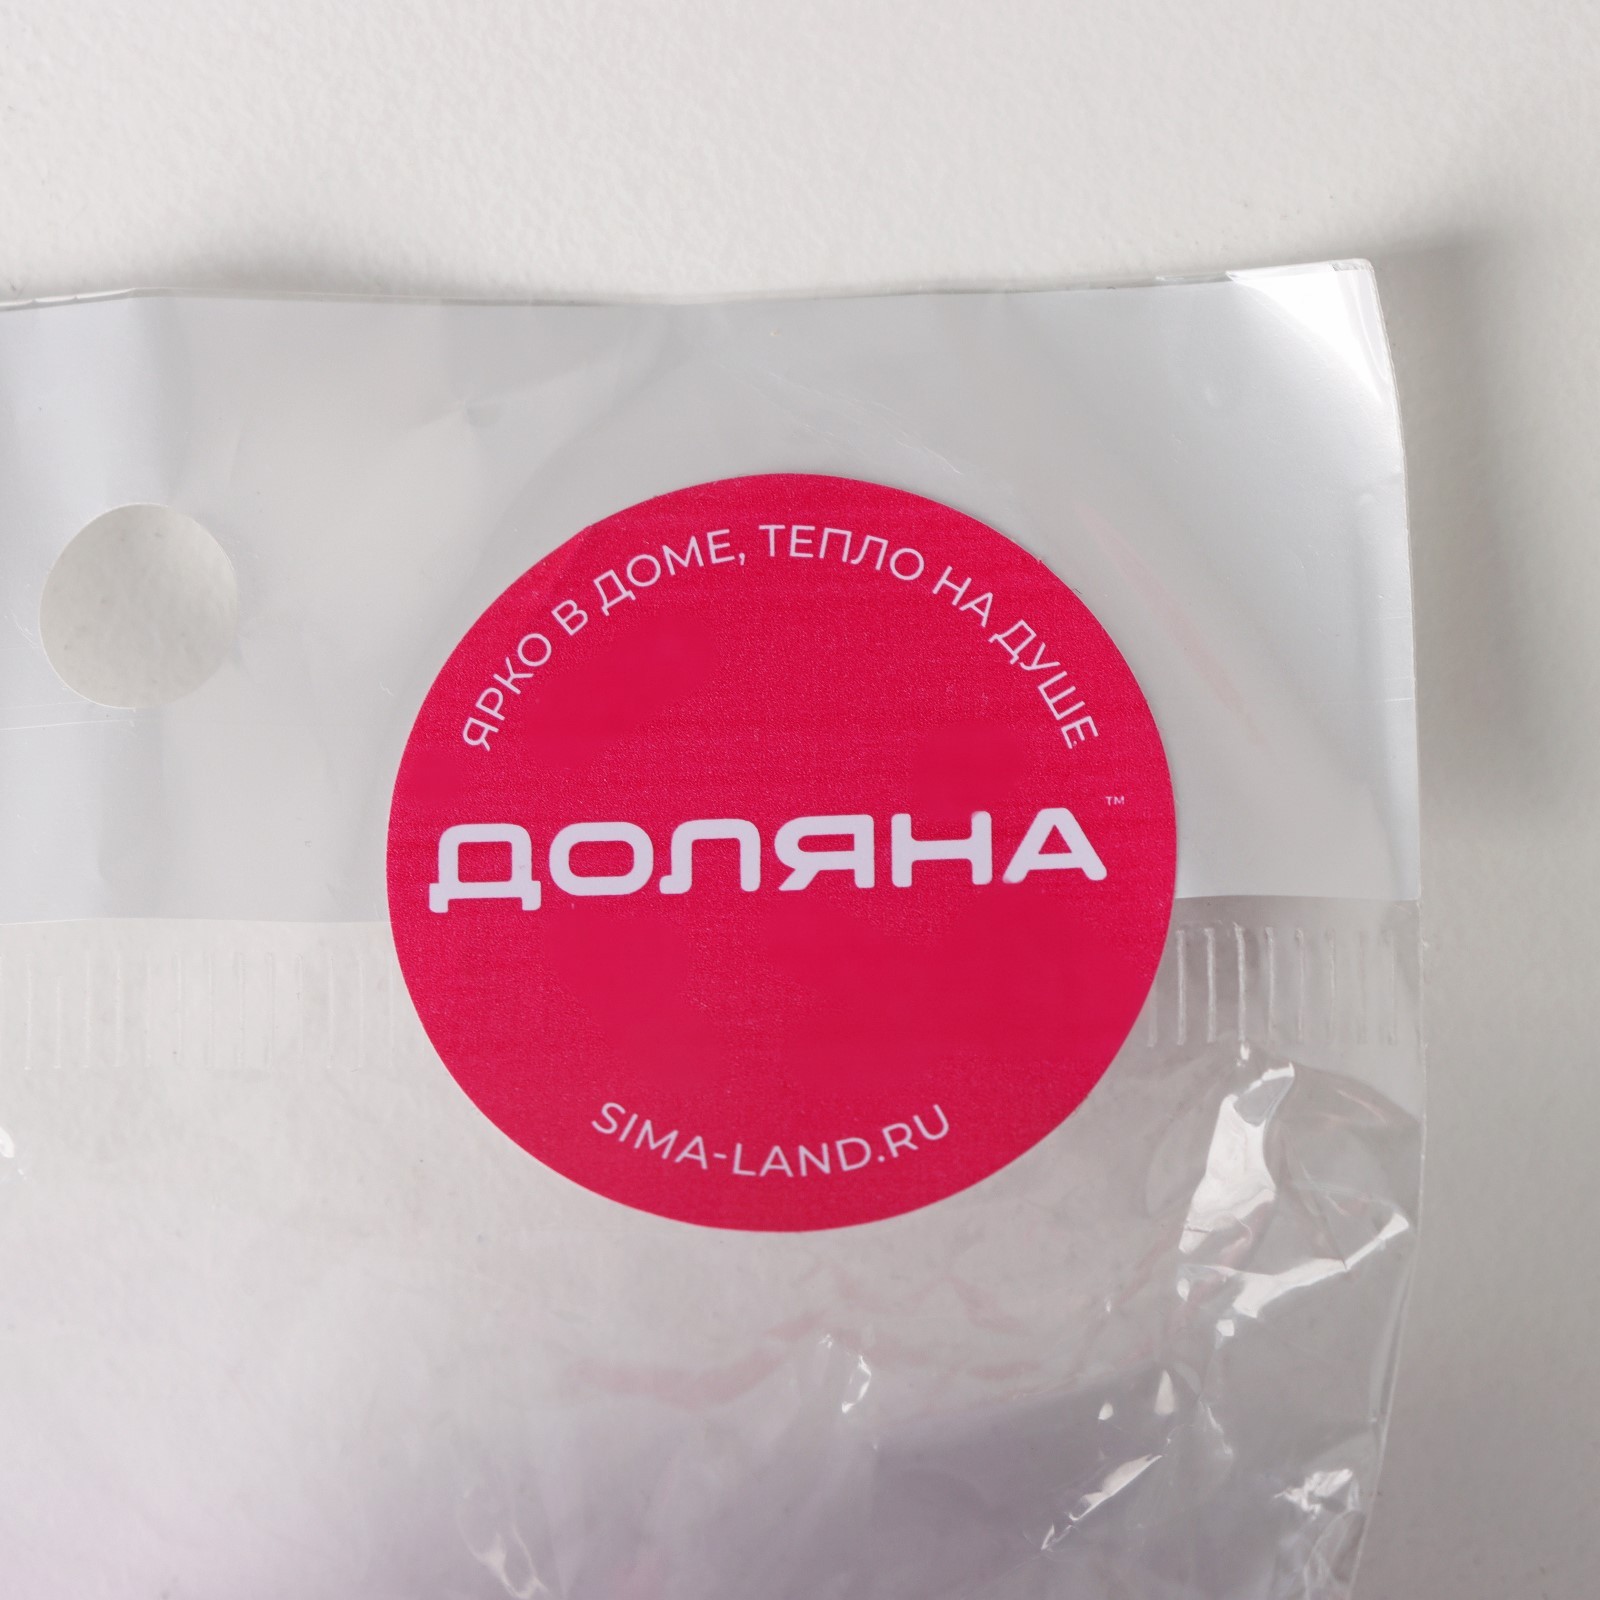 ЯРКО В ДОМЕ, ТЕПЛО НА ДУШЕ
ДОЛЯНА™
SIMA-LAND.RU